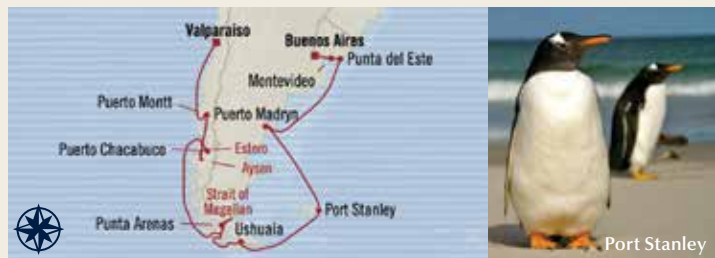 Valparaiso
Buenos Aires
Punta del Este
Montevideo
Puerto Montt
Puerto Madryn
Puerto Chacabuco
Estero
Aysen
Strait of
Magellan
Punta Arenas
Ushuaia
Port Stanley
Port Stanley